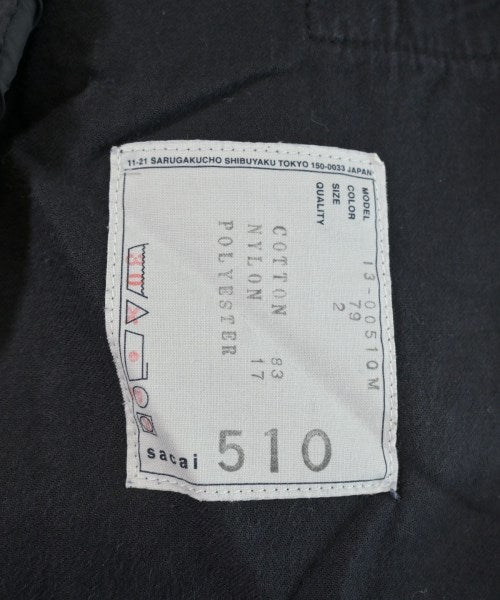 11-21 SARUGAKUCHO SHIBUYAKU TOKYO 150-0033 JAPAN
MODEL 13-00510M
COLOR 79
SIZE 2
QUALITY
COTTON 83
NYLON 17
POLYESTER
sacai 510